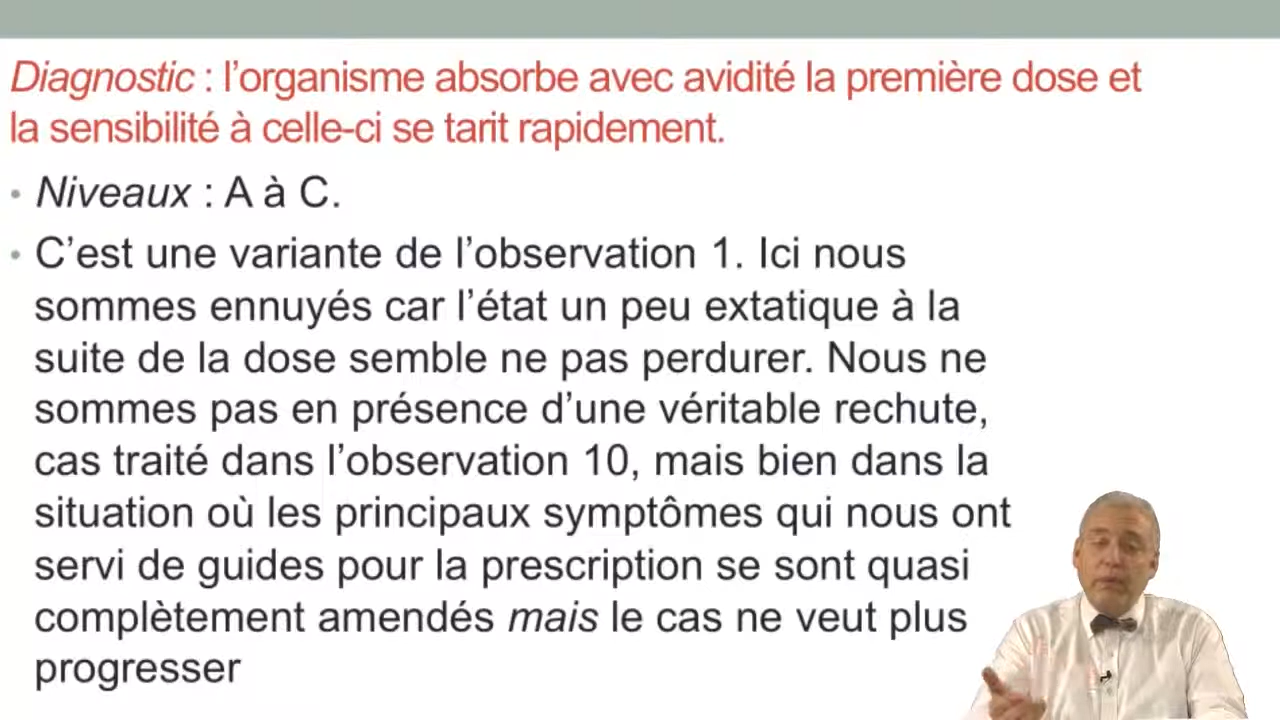 Diagnostic : l’organisme absorbe avec avidité la première dose et
la sensibilité à celle-ci se tarit rapidement.
• Niveaux : A à C.
• C’est une variante de l’observation 1. Ici nous
sommes ennuyés car l’état un peu extatique à la
suite de la dose semble ne pas perdurer. Nous ne
sommes pas en présence d’une véritable rechute,
cas traité dans l’observation 10, mais bien dans la
situation où les principaux symptômes qui nous ont
servi de guides pour la prescription se sont quasi
complètement amendés mais le cas ne veut plus
progresser